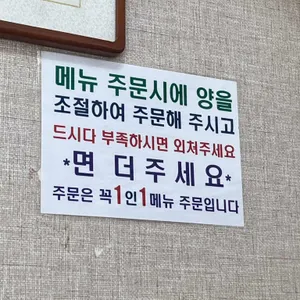 메뉴 주문시에 양을
조절하여 주문해 주시고
드시다 부족하시면 외쳐주세요
*면 더주세요*
주문은 꼭1인1메뉴 주문입니다